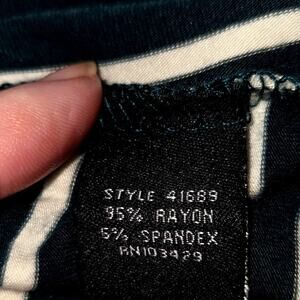 STYLE 41689
95% RAYON
5% SPANDEX
RN103429